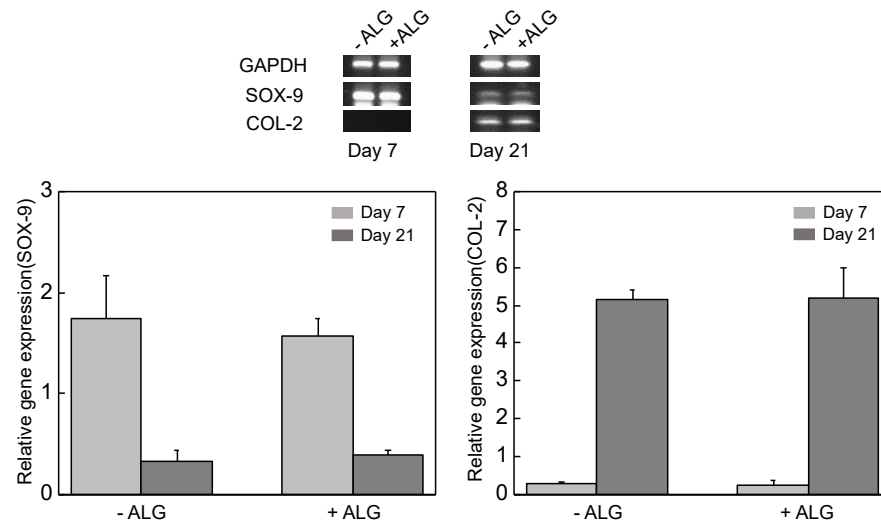 - ALG +ALG - ALG +ALG
GAPDH
SOX-9
COL-2
Day 7 Day 21
Relative gene expression(SOX-9)
3
2
1
0
Day 7
Day 21
- ALG + ALG
Relative gene expression(COL-2)
8
7
6
5
4
3
2
1
0
Day 7
Day 21
- ALG + ALG